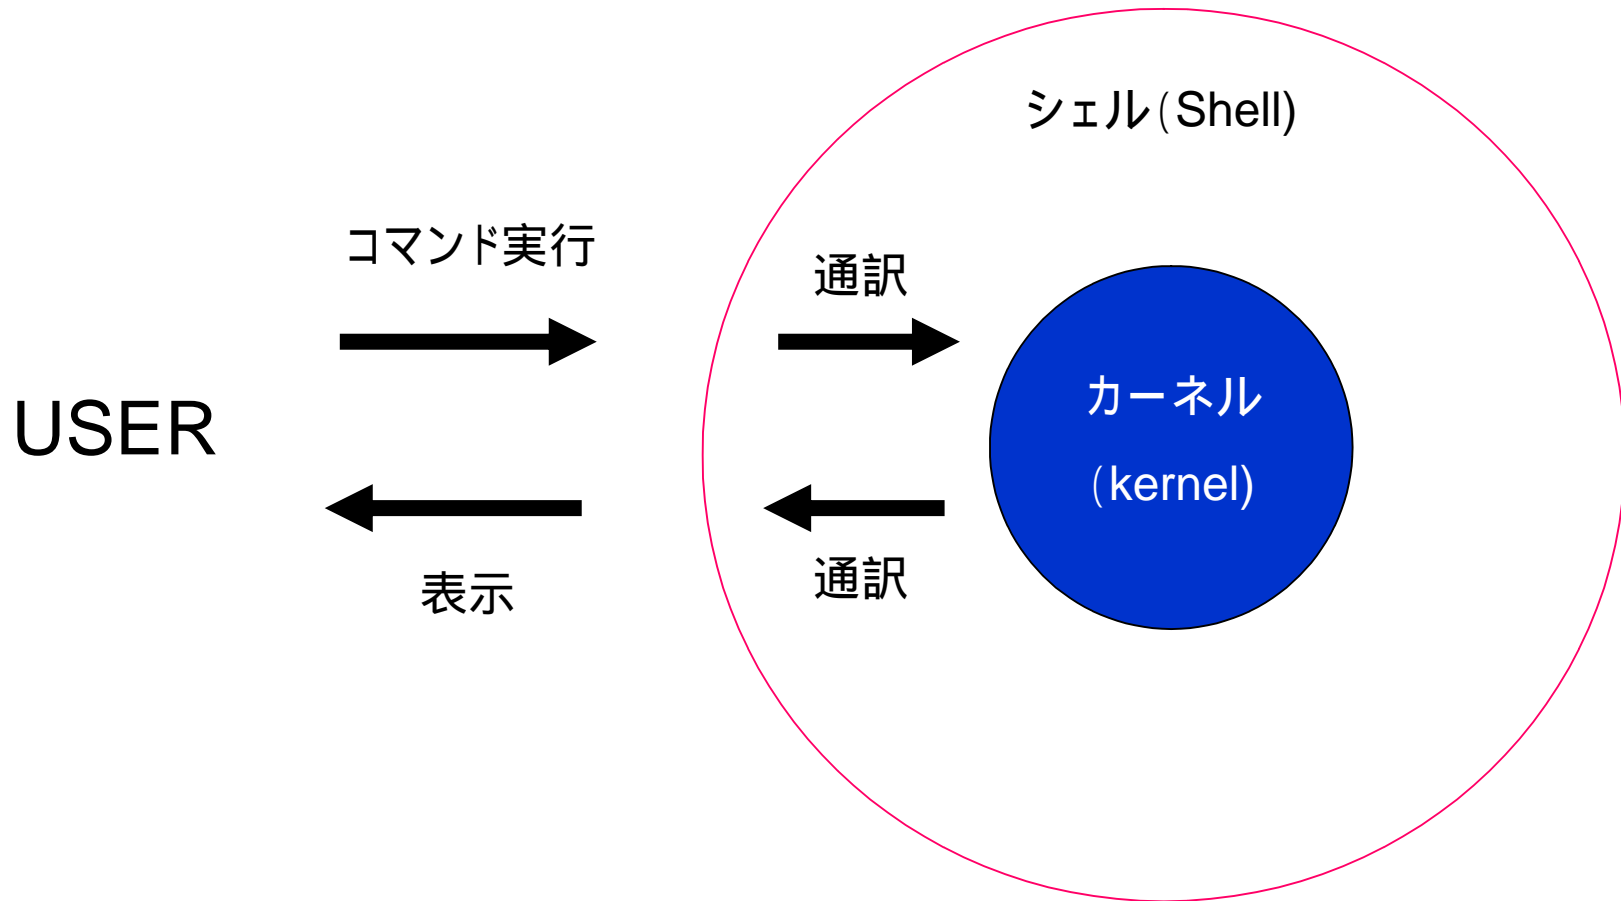 シェル(Shell)
コマンド実行
通訳
カーネル
(kernel)
USER
通訳
表示